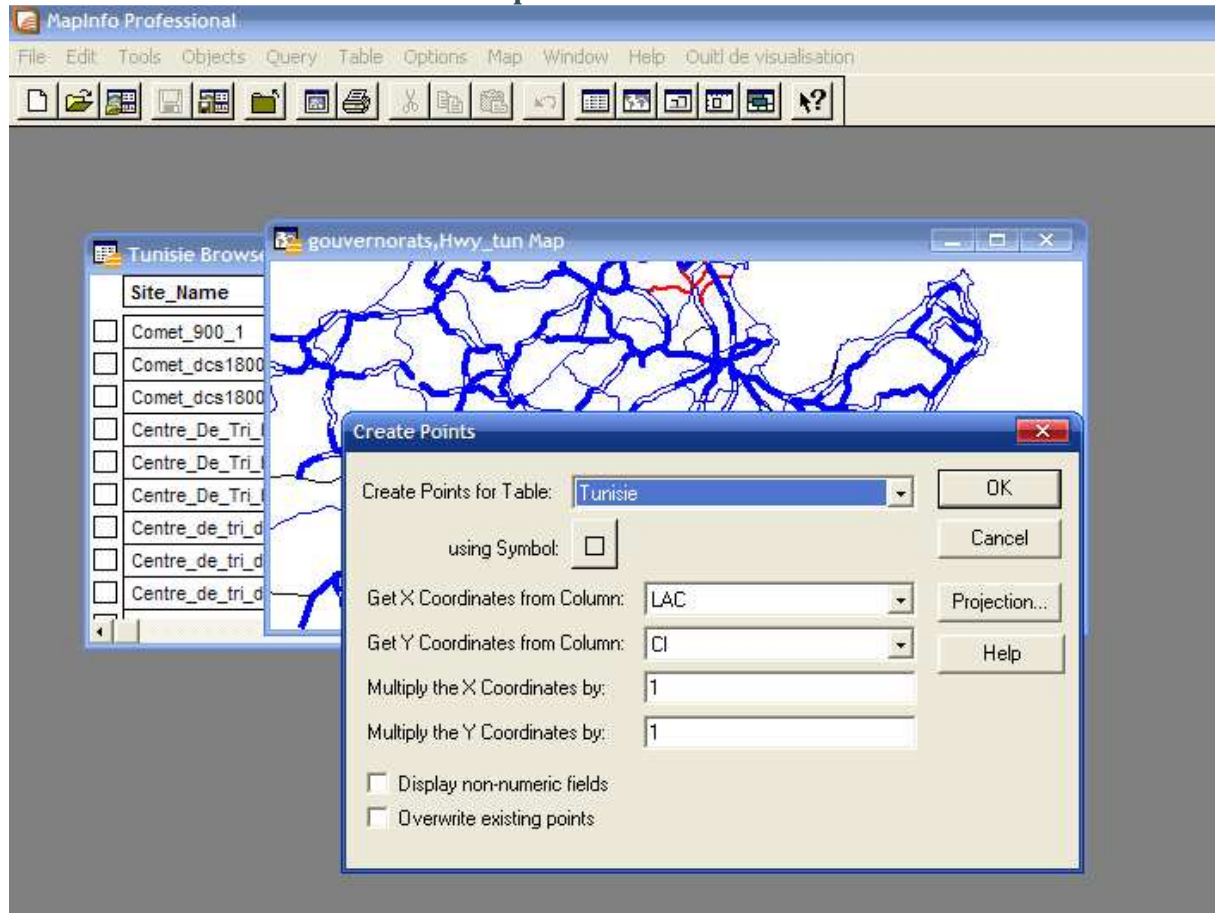 MapInfo Professional
File Edit Tools Objects Query Table Options Map Window Help Ouitl de visualisation
gouvernorats,Hwy_tun Map
Tunisie Browse
Site_Name
Comet_900_1
Comet_dcs1800
Comet_dcs1800
Centre_De_Tri_
Centre_De_Tri_
Centre_De_Tri_
Centre_de_tri_d
Centre_de_tri_d
Centre_de_tri_d
Create Points
Create Points for Table: Tunisie
OK
using Symbol:
Cancel
Get X Coordinates from Column: LAC
Projection...
Get Y Coordinates from Column: CI
Help
Multiply the X Coordinates by: 1
Multiply the Y Coordinates by: 1
Display non-numeric fields
Overwrite existing points